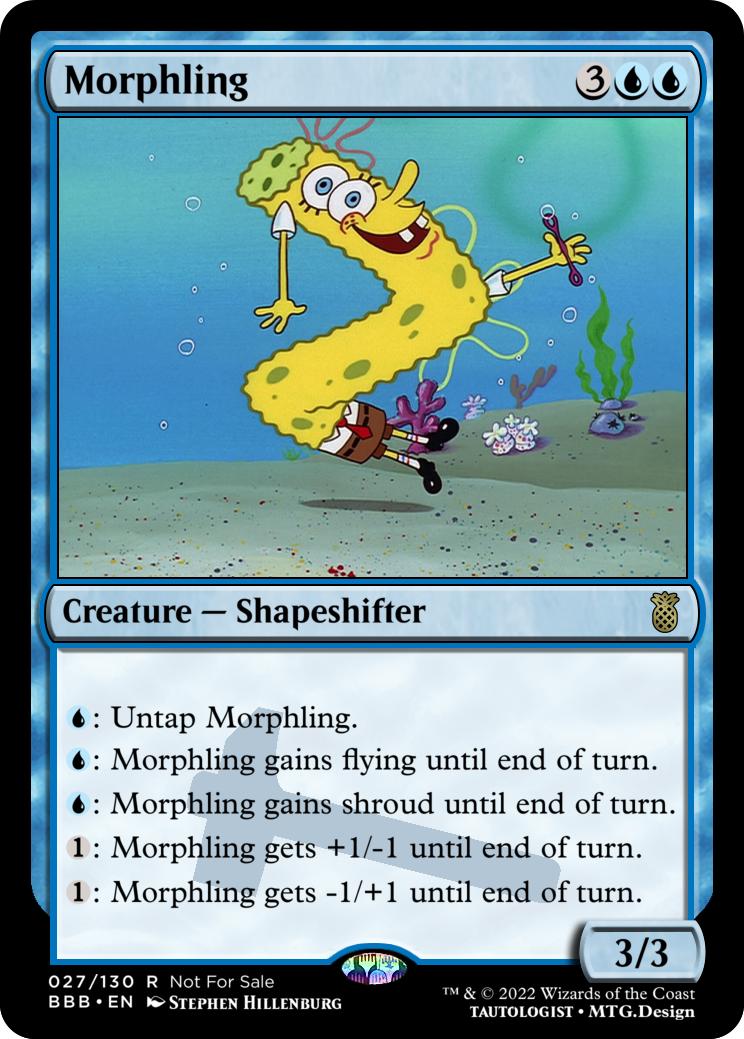 Morphling 3
Creature — Shapeshifter
: Untap Morphling.
: Morphling gains flying until end of turn.
: Morphling gains shroud until end of turn.
1: Morphling gets +1/-1 until end of turn.
1: Morphling gets -1/+1 until end of turn.
3/3
027/130 R Not For Sale
BBB • EN STEPHEN HILLENBURG
™ & © 2022 Wizards of the Coast
TAUTOLOGIST • MTG.Design